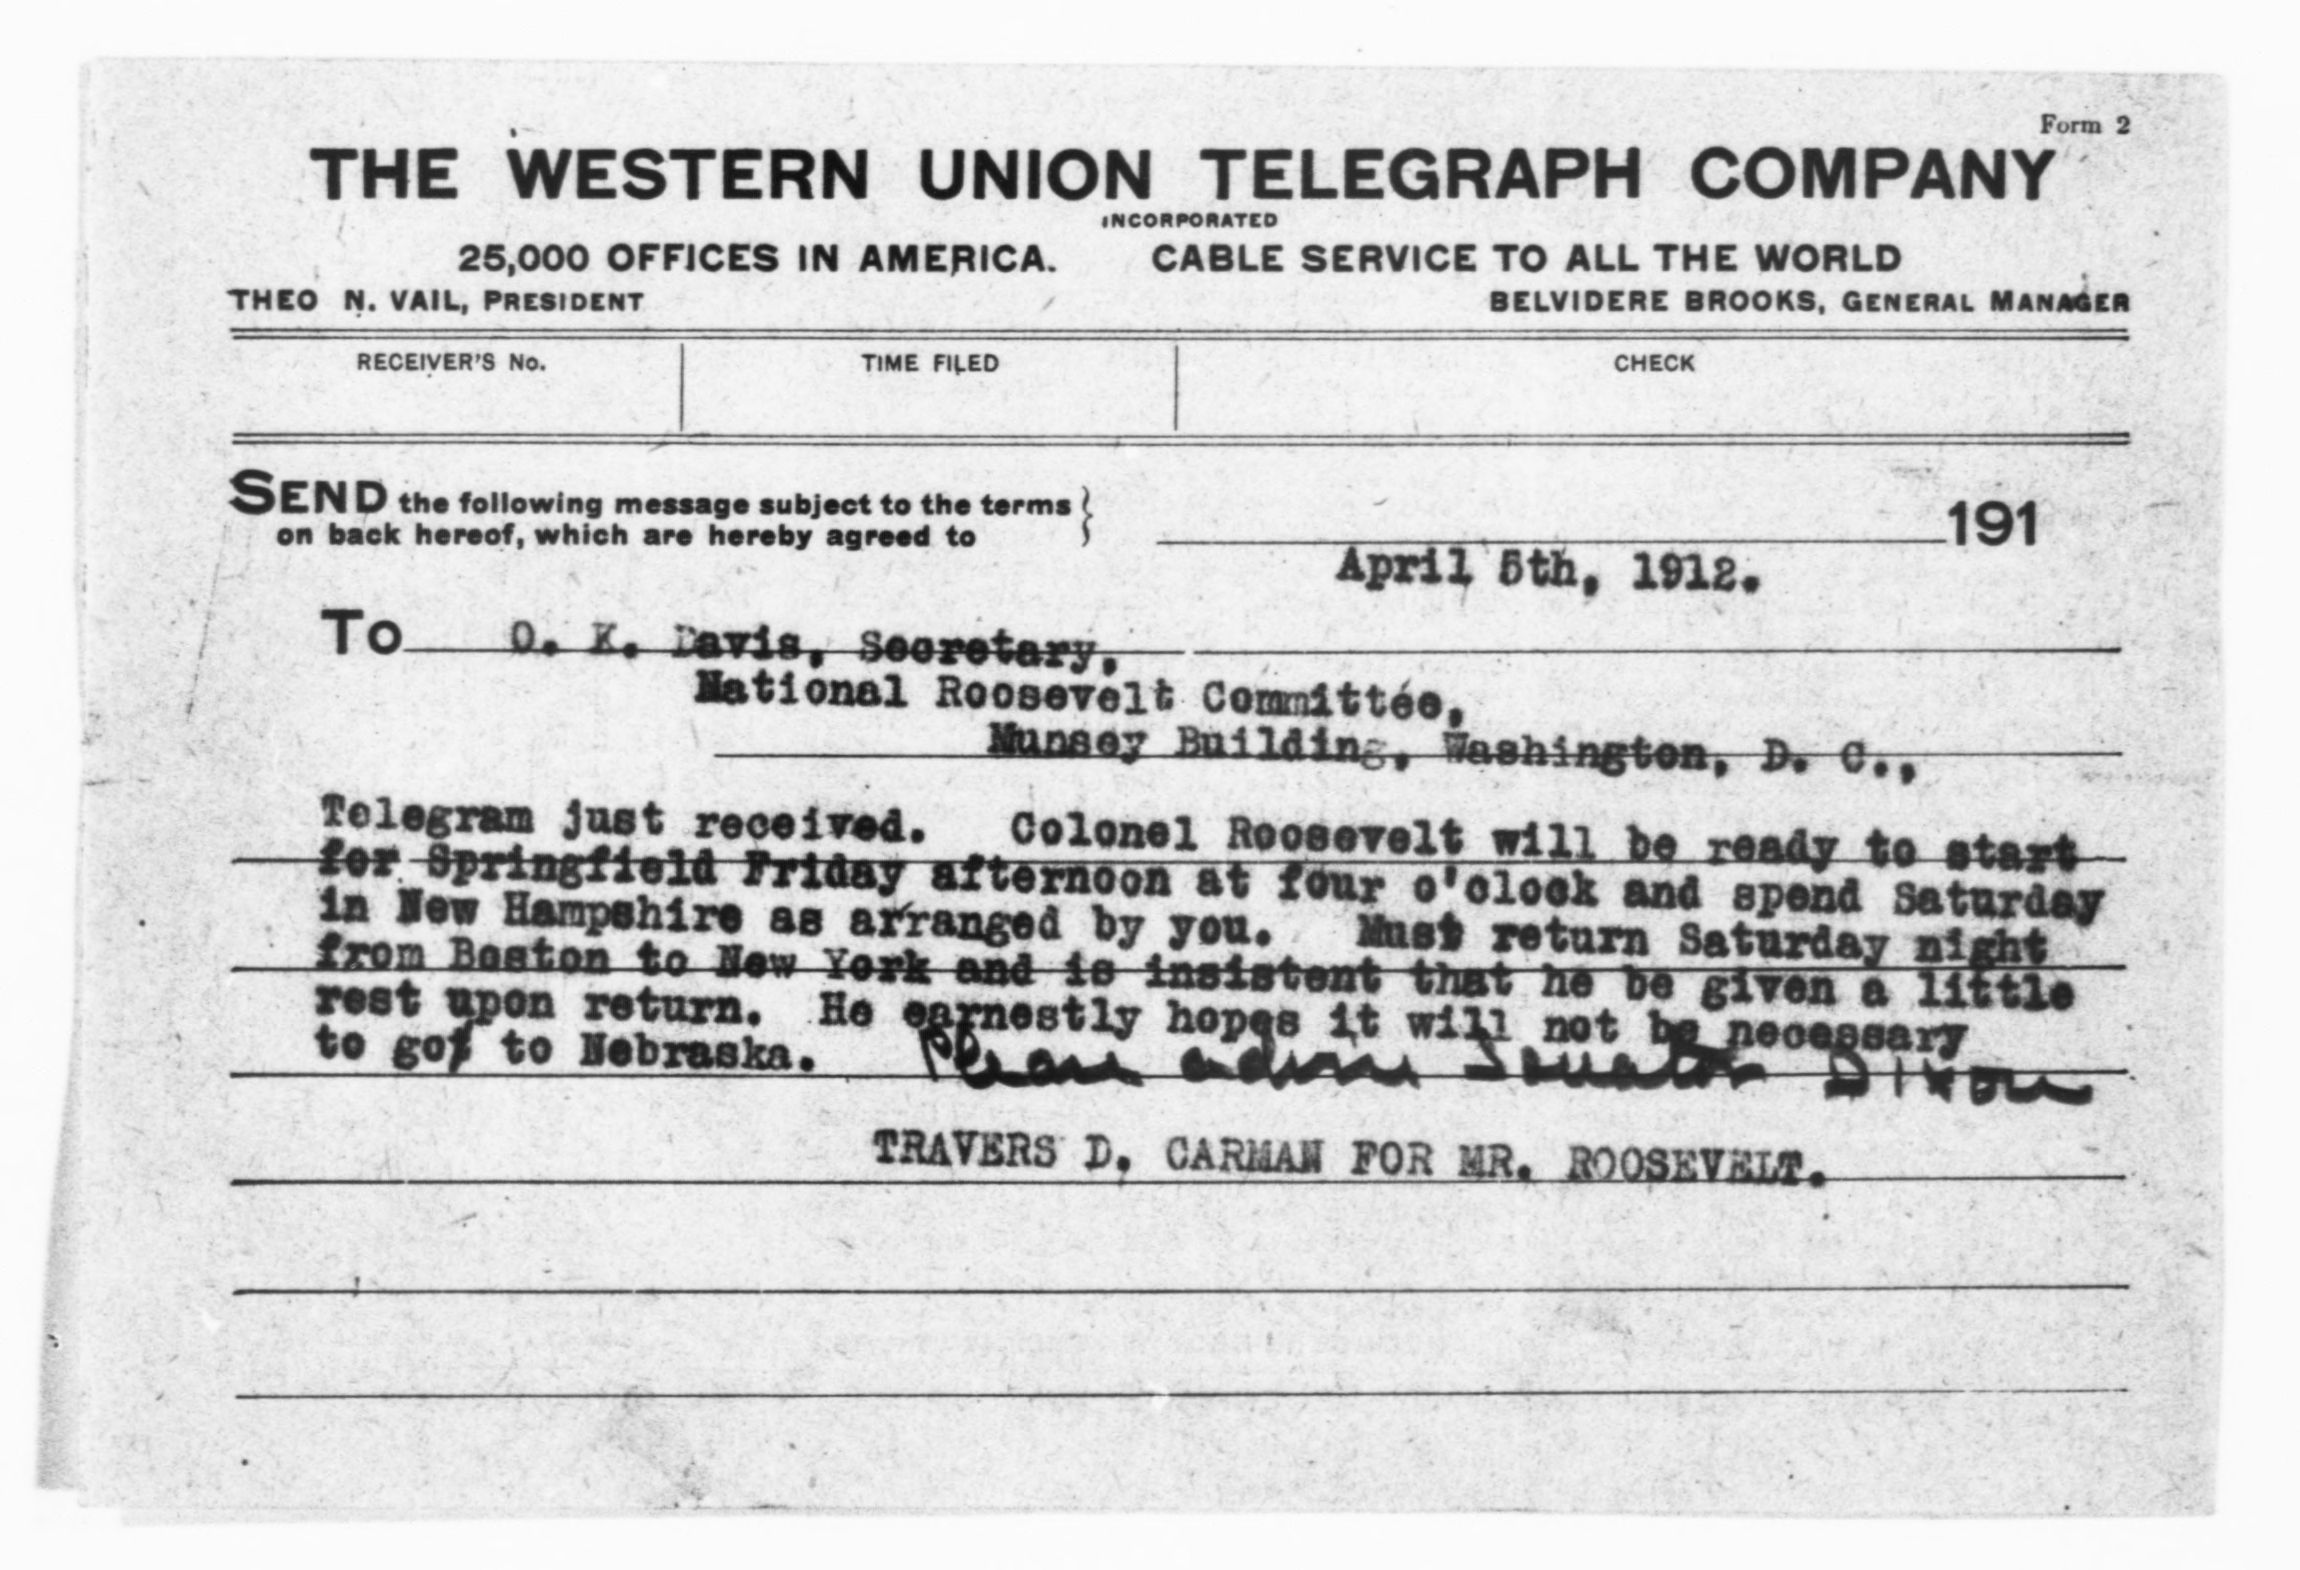 Form 2
THE WESTERN UNION TELEGRAPH COMPANY
INCORPORATED
25,000 OFFICES IN AMERICA. CABLE SERVICE TO ALL THE WORLD
THEO N. VAIL, PRESIDENT BELVIDERE BROOKS, GENERAL MANAGER
RECEIVER'S No. TIME FILED CHECK
SEND the following message subject to the terms
on back hereof, which are hereby agreed to
191
April 5th, 1912.
To O. K. Davis, Secretary,
National Roosevelt Committee,
Munsey Building, Washington, D. C.,
Telegram just received. Colonel Roosevelt will be ready to start
for Springfield Friday afternoon at four o'clock and spend Saturday
in New Hampshire as arranged by you. Must return Saturday night
from Boston to New York and is insistent that he be given a little
rest upon return. He earnestly hopes it will not be necessary
to go to Nebraska. Please advise Senator Dixon
TRAVERS D. CARMAN FOR MR. ROOSEVELT.